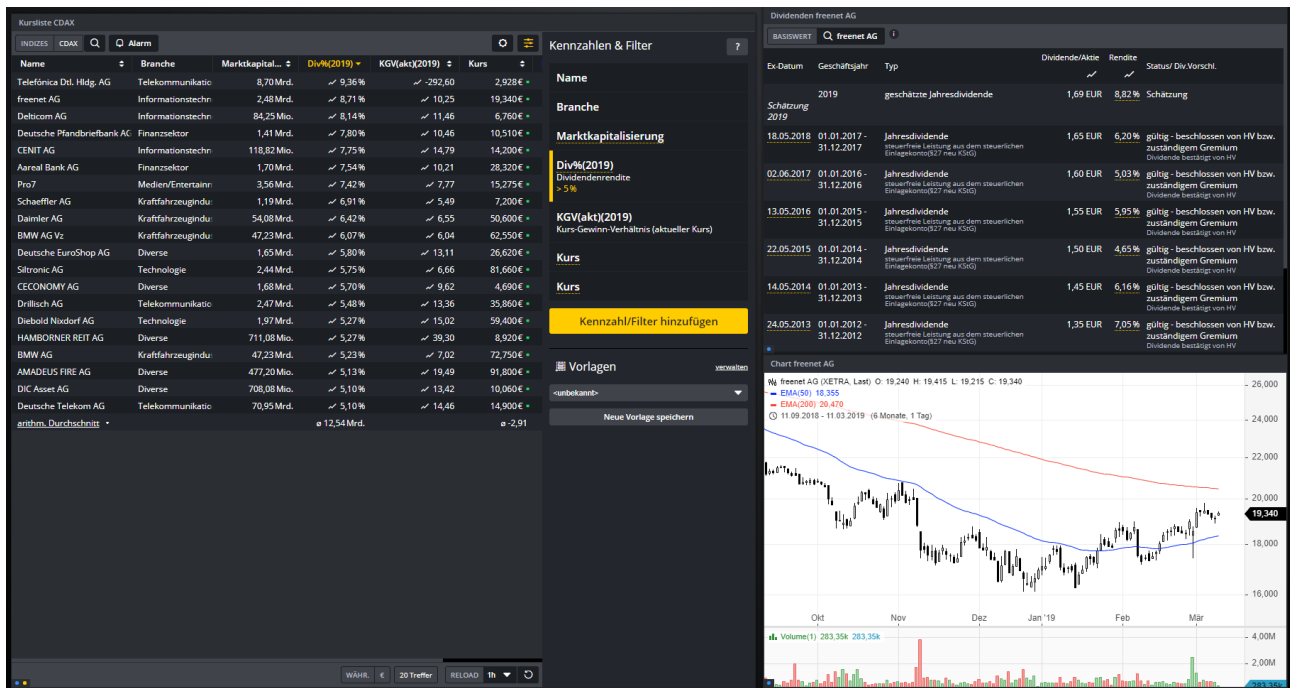 Kursliste CDAX
INDIZES CDAX Alarm
Name Branche Marktkapital... Div%(2019) KGV(akt)(2019) Kurs
Telefónica Dtl. Hldg. AG Telekommunikatio 8,70 Mrd. 9,36% -292,60 2,928€
freenet AG Informationstechn 2,48 Mrd. 8,71% 10,25 19,340€
Delticom AG Informationstechn 84,25 Mio. 8,14% 11,46 6,760€
Deutsche Pfandbriefbank AG Finanzsektor 1,41 Mrd. 7,80% 10,46 10,510€
CENIT AG Informationstechn 118,82 Mio. 7,75% 14,79 14,200€
Aareal Bank AG Finanzsektor 1,70 Mrd. 7,54% 10,21 28,320€
Pro7 Medien/Entertainn 3,56 Mrd. 7,42% 7,77 15,275€
Schaeffler AG Kraftfahrzeugindu: 1,19 Mrd. 6,91% 5,49 7,200€
Daimler AG Kraftfahrzeugindu: 54,08 Mrd. 6,42% 6,55 50,600€
BMW AG Vz Kraftfahrzeugindu: 47,23 Mrd. 6,07% 6,04 62,550€
Deutsche EuroShop AG Diverse 1,65 Mrd. 5,80% 13,11 26,620€
Siltronic AG Technologie 2,44 Mrd. 5,75% 6,66 81,660€
CECONOMY AG Diverse 1,68 Mrd. 5,70% 9,62 4,690€
Drillisch AG Telekommunikatio 2,47 Mrd. 5,48% 13,36 35,860€
Diebold Nixdorf AG Technologie 1,97 Mrd. 5,27% 15,02 59,400€
HAMBORNER REIT AG Diverse 711,08 Mio. 5,27% 39,30 8,920€
BMW AG Kraftfahrzeugindu: 47,23 Mrd. 5,23% 7,02 72,750€
AMADEUS FIRE AG Diverse 477,20 Mio. 5,13% 19,49 91,800€
DIC Asset AG Diverse 708,08 Mio. 5,10% 13,42 10,060€
Deutsche Telekom AG Telekommunikatio 70,95 Mrd. 5,10% 14,46 14,900€
arithm. Durchschnitt ø 12,54 Mrd. ø -2,91
WÄHR. € 20 Treffer RELOAD 1h
Kennzahlen & Filter ?
Name
Branche
Marktkapitalisierung
Div%(2019)
Dividendenrendite
> 5 %
KGV(akt)(2019)
Kurs-Gewinn-Verhältnis (aktueller Kurs)
Kurs
Kurs
Kennzahl/Filter hinzufügen
Vorlagen verwalten
<unbekannt>
Neue Vorlage speichern
Dividenden freenet AG
BASISWERT freenet AG i
Ex-Datum Geschäftsjahr Typ Dividende/Aktie Rendite Status/ Div.Vorschl.
Schätzung 2019 2019 geschätzte Jahresdividende 1,69 EUR 8,82% Schätzung
18.05.2018 01.01.2017 - Jahresdividende 1,65 EUR 6,20% gültig - beschlossen von HV bzw.
31.12.2017 steuerfreie Leistung aus dem steuerlichen zuständigem Gremium
Einlagekonto(§27 neu KStG) Dividende bestätigt von HV
02.06.2017 01.01.2016 - Jahresdividende 1,60 EUR 5,03% gültig - beschlossen von HV bzw.
31.12.2016 steuerfreie Leistung aus dem steuerlichen zuständigem Gremium
Einlagekonto(§27 neu KStG) Dividende bestätigt von HV
13.05.2016 01.01.2015 - Jahresdividende 1,55 EUR 5,95% gültig - beschlossen von HV bzw.
31.12.2015 steuerfreie Leistung aus dem steuerlichen zuständigem Gremium
Einlagekonto(§27 neu KStG) Dividende bestätigt von HV
22.05.2015 01.01.2014 - Jahresdividende 1,50 EUR 4,65% gültig - beschlossen von HV bzw.
31.12.2014 steuerfreie Leistung aus dem steuerlichen zuständigem Gremium
Einlagekonto(§27 neu KStG) Dividende bestätigt von HV
14.05.2014 01.01.2013 - Jahresdividende 1,45 EUR 6,16% gültig - beschlossen von HV bzw.
31.12.2013 steuerfreie Leistung aus dem steuerlichen zuständigem Gremium
Einlagekonto(§27 neu KStG) Dividende bestätigt von HV
24.05.2013 01.01.2012 - Jahresdividende 1,35 EUR 7,05% gültig - beschlossen von HV bzw.
31.12.2012 steuerfreie Leistung aus dem steuerlichen zuständigem Gremium
Einlagekonto(§27 neu KStG) Dividende bestätigt von HV
Chart freenet AG
freenet AG (XETRA, Last) O: 19,240 H: 19,415 L: 19,215 C: 19,340
EMA(50) 18,355
EMA(200) 20,470
11.09.2018 - 11.03.2019 (6 Monate, 1 Tag)
26,000
24,000
22,000
20,000
19,340
18,000
16,000
Okt Nov Dez Jan '19 Feb Mär
Volume(1) 283,35k 283,35k
4,00M
2,00M
283,35k